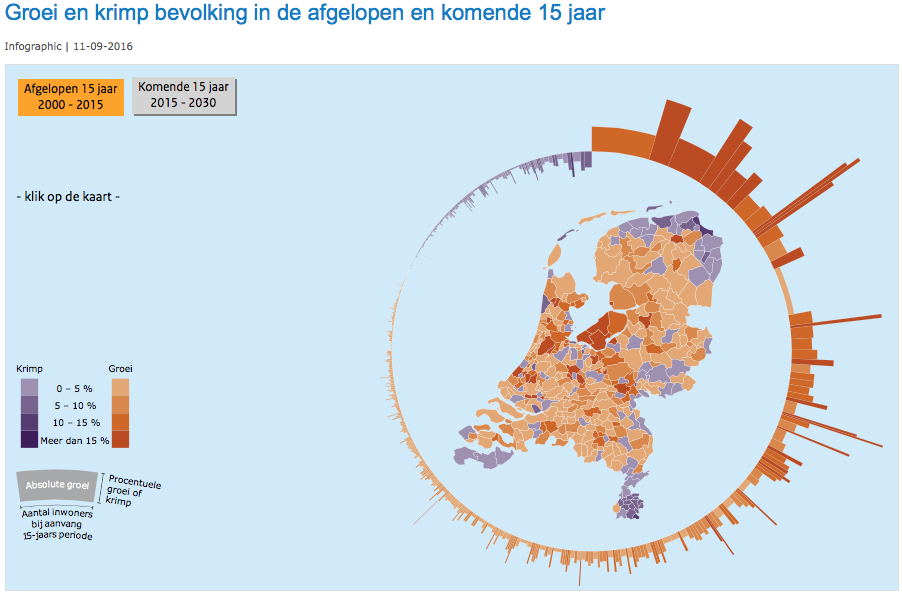 Groei en krimp bevolking in de afgelopen en komende 15 jaar
Infographic | 11-09-2016
Afgelopen 15 jaar
2000 - 2015
Komende 15 jaar
2015 - 2030
- klik op de kaart -
Krimp
Groei
0 – 5 %
5 – 10 %
10 – 15 %
Meer dan 15 %
Absolute groei
Procentuele
groei of
krimp
Aantal inwoners
bij aanvang
15-jaars periode